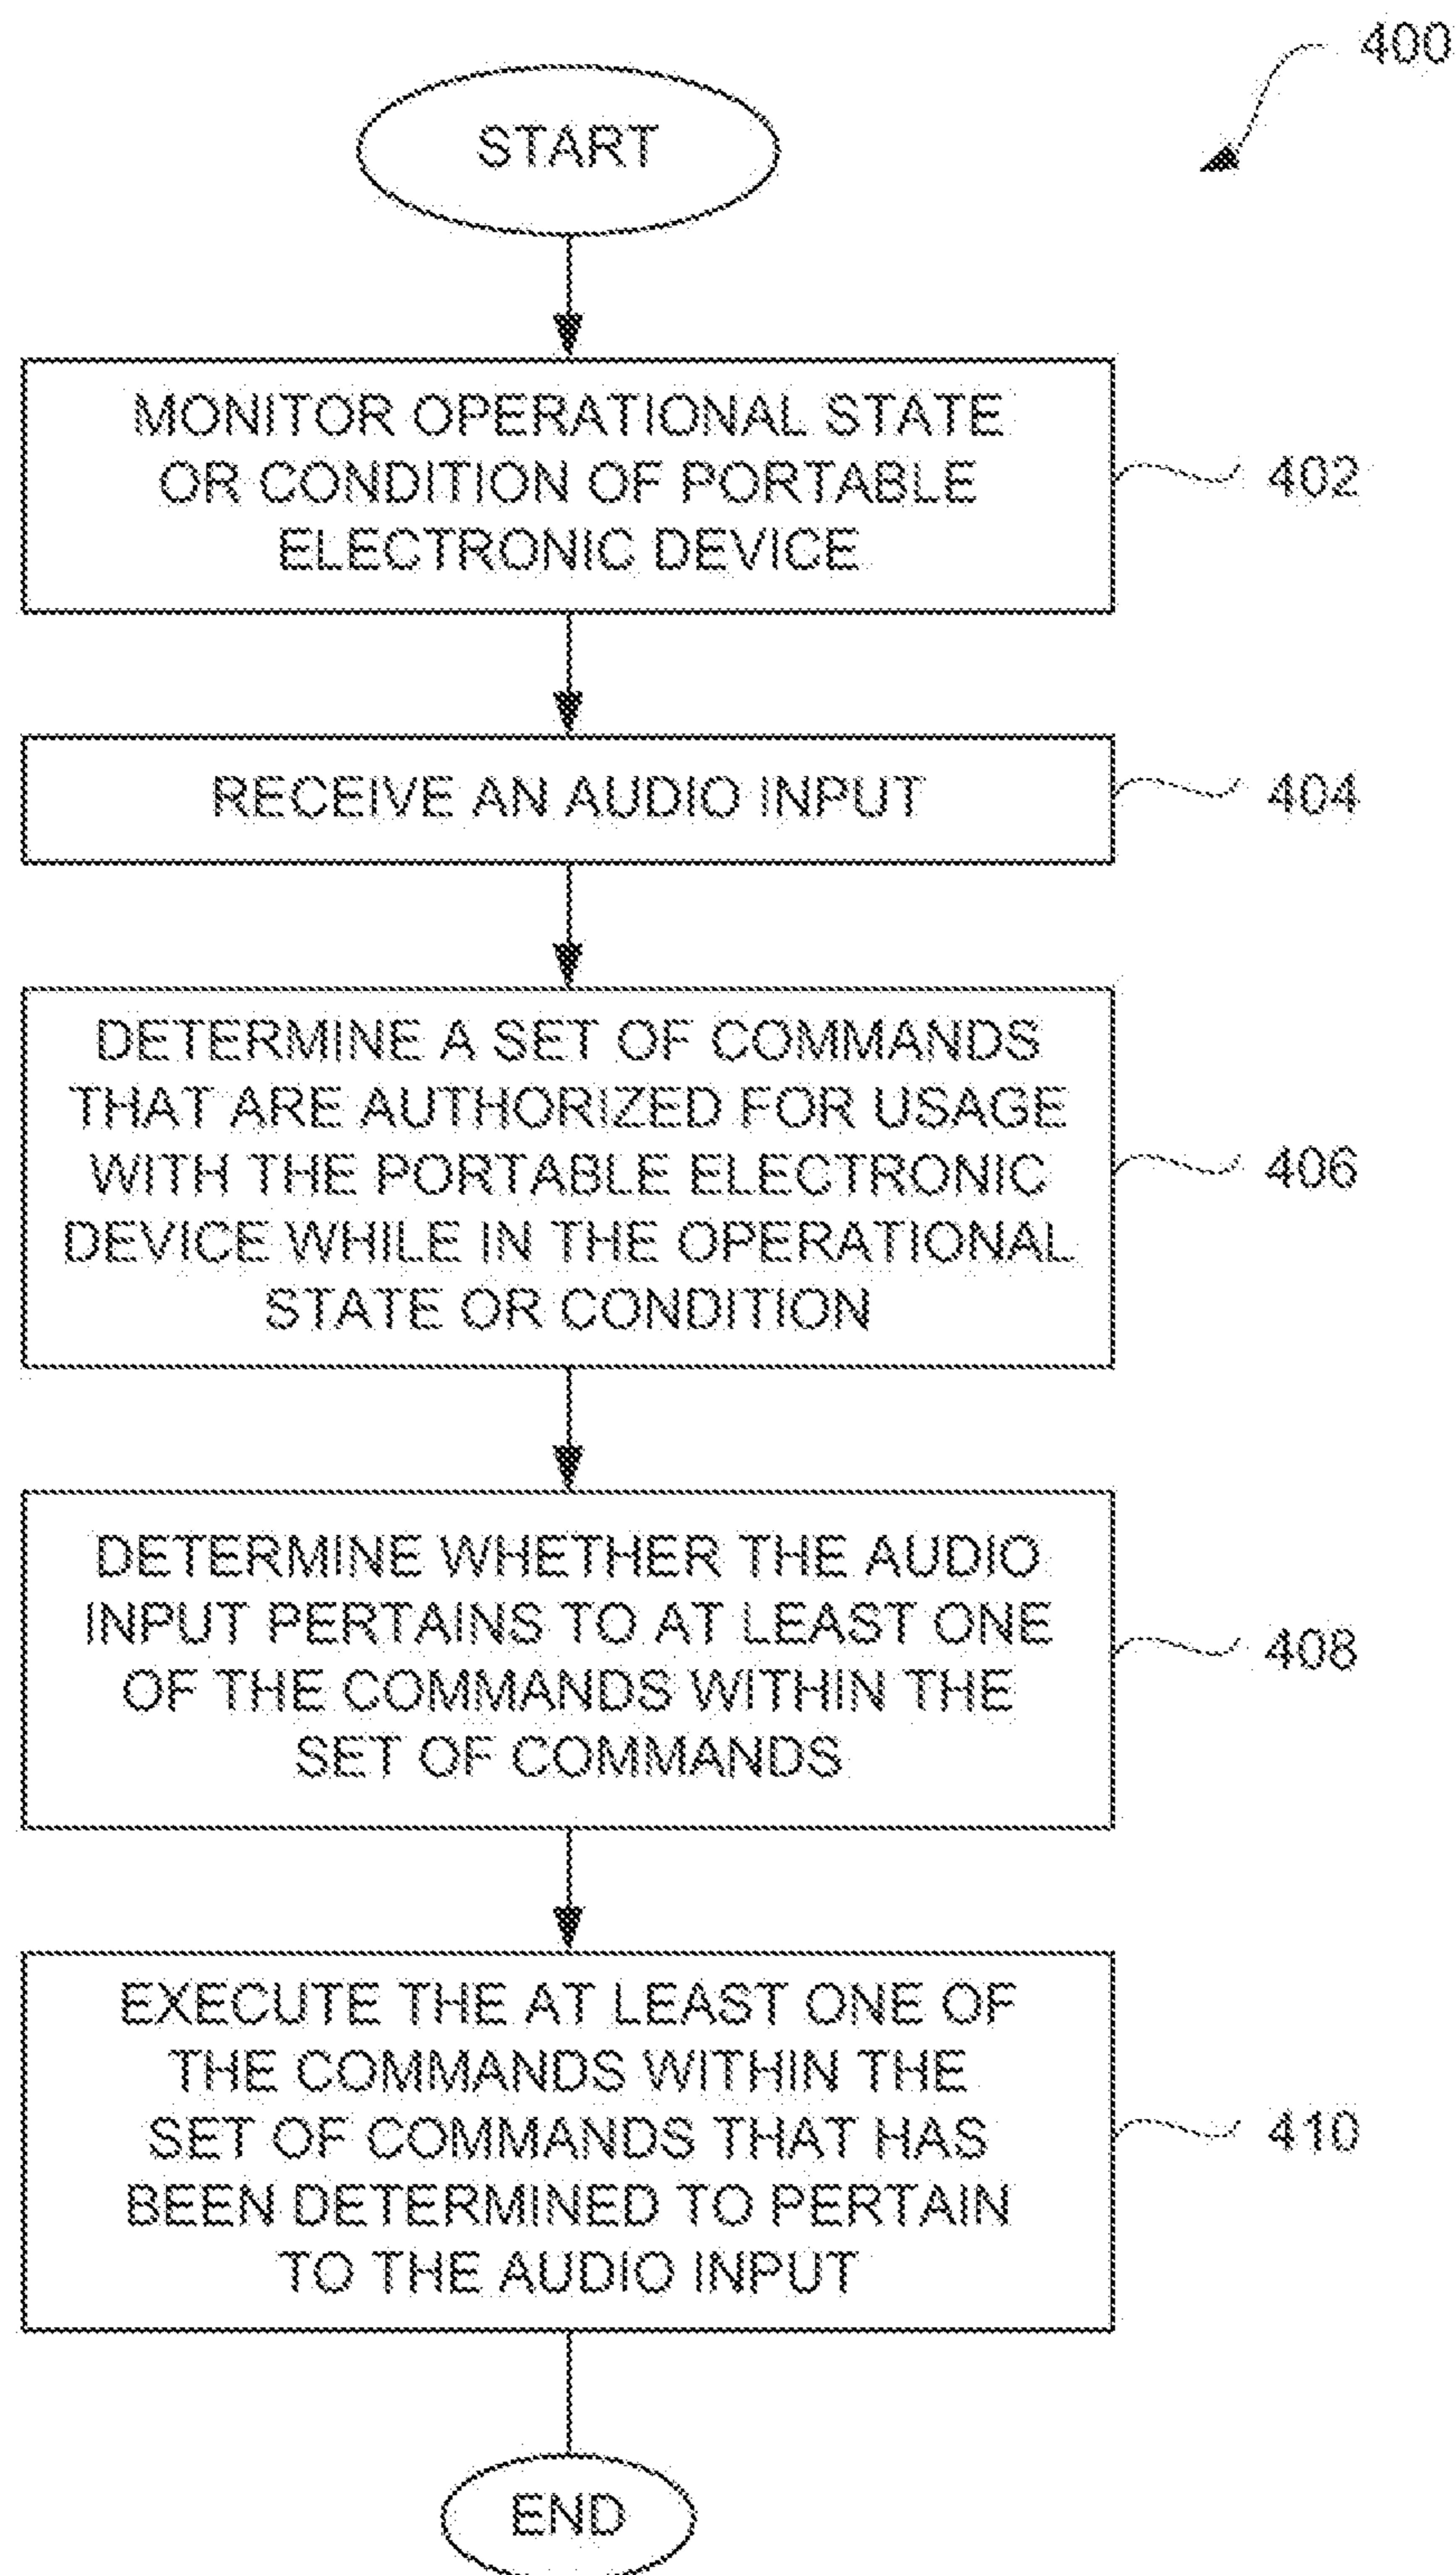 400
START
MONITOR OPERATIONAL STATE
OR CONDITION OF PORTABLE
ELECTRONIC DEVICE
402
RECEIVE AN AUDIO INPUT
404
DETERMINE A SET OF COMMANDS
THAT ARE AUTHORIZED FOR USAGE
WITH THE PORTABLE ELECTRONIC
DEVICE WHILE IN THE OPERATIONAL
STATE OR CONDITION
406
DETERMINE WHETHER THE AUDIO
INPUT PERTAINS TO AT LEAST ONE
OF THE COMMANDS WITHIN THE
SET OF COMMANDS
408
EXECUTE THE AT LEAST ONE OF
THE COMMANDS WITHIN THE
SET OF COMMANDS THAT HAS
BEEN DETERMINED TO PERTAIN
TO THE AUDIO INPUT
410
END